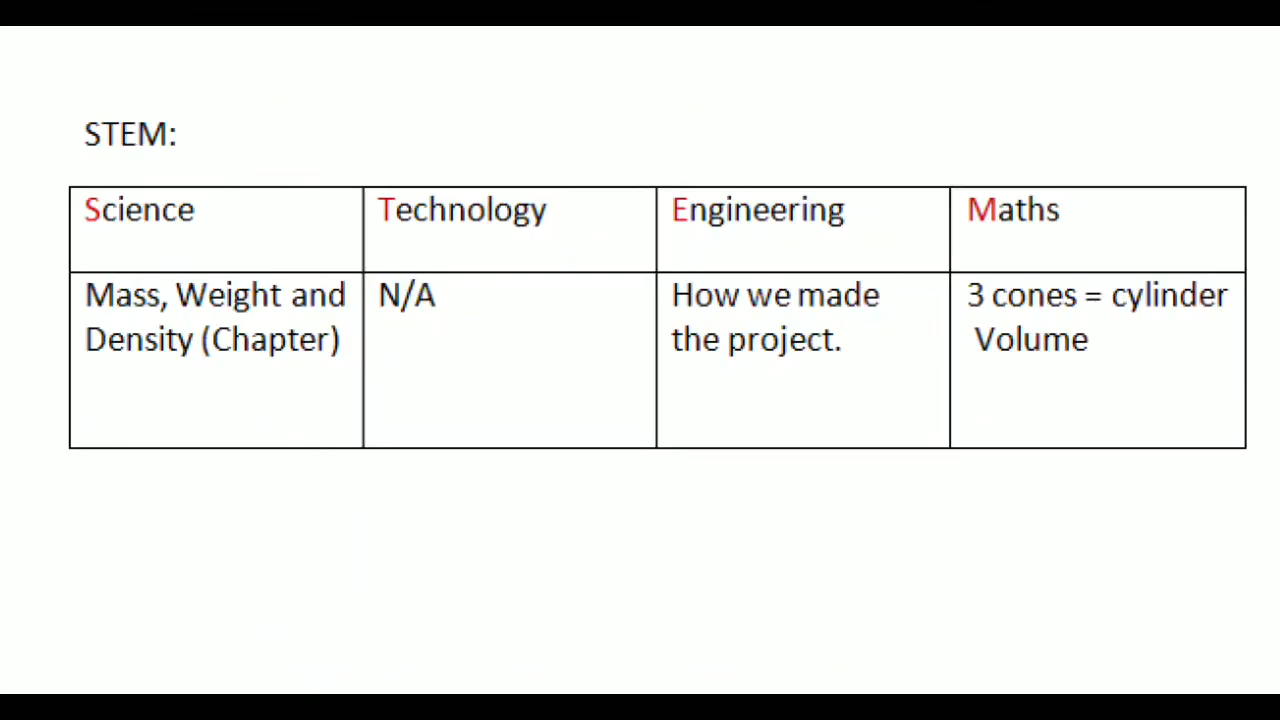 STEM:
Science
Technology
Engineering
Maths
Mass, Weight and
Density (Chapter)
N/A
How we made
the project.
3 cones = cylinder
Volume